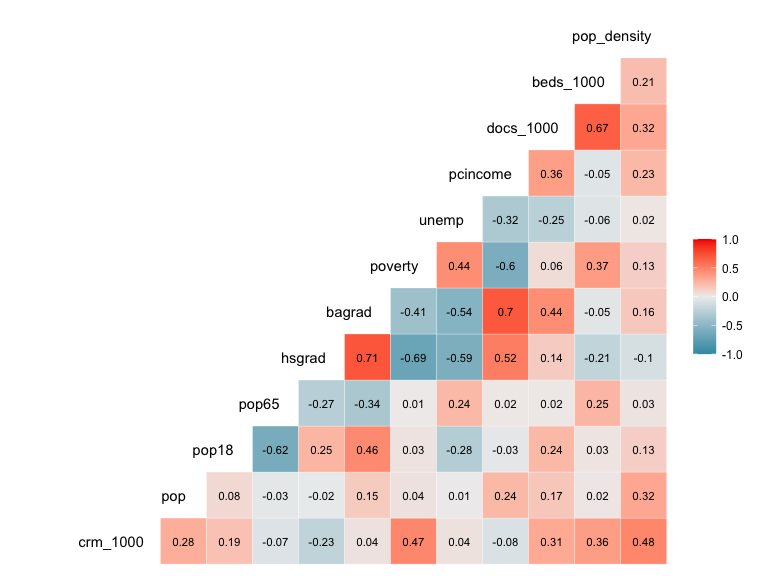 pop_density
beds_1000 0.21
docs_1000 0.67 0.32
pcincome 0.36 -0.05 0.23
unemp -0.32 -0.25 -0.06 0.02
poverty 0.44 -0.6 0.06 0.37 0.13
bagrad -0.41 -0.54 0.7 0.44 -0.05 0.16
hsgrad 0.71 -0.69 -0.59 0.52 0.14 -0.21 -0.1
pop65 -0.27 -0.34 0.01 0.24 0.02 0.02 0.25 0.03
pop18 -0.62 0.25 0.46 0.03 -0.28 -0.03 0.24 0.03 0.13
pop 0.08 -0.03 -0.02 0.15 0.04 0.01 0.24 0.17 0.02 0.32
crm_1000 0.28 0.19 -0.07 -0.23 0.04 0.47 0.04 -0.08 0.31 0.36 0.48
1.0
0.5
0.0
-0.5
-1.0